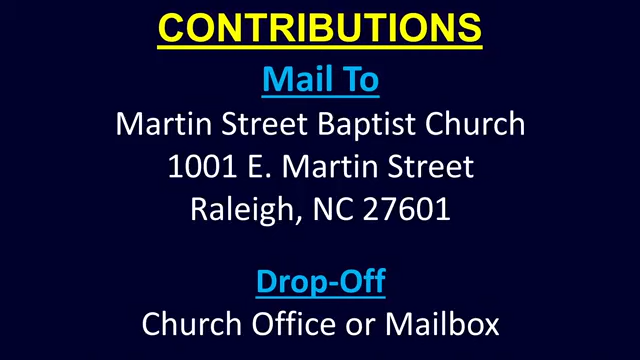 CONTRIBUTIONS
Mail To
Martin Street Baptist Church
1001 E. Martin Street
Raleigh, NC 27601
Drop-Off
Church Office or Mailbox